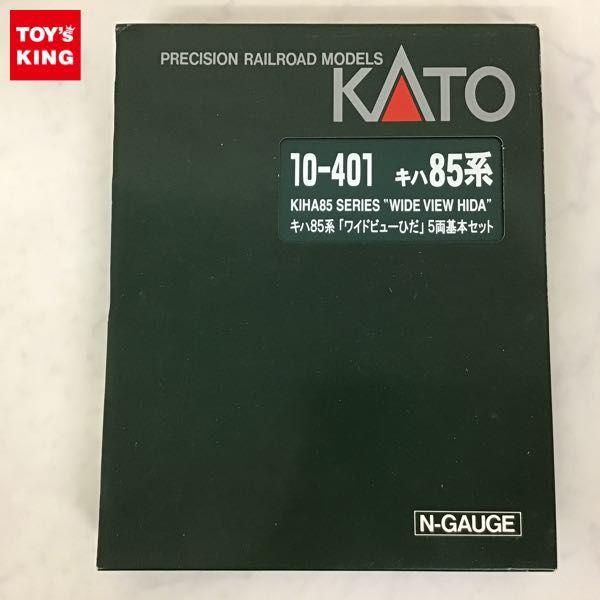 TOY's
KING
PRECISION RAILROAD MODELS
KATO
10-401 キハ85系
KIHA85 SERIES "WIDE VIEW HIDA"
キハ85系「ワイドビューひだ」5両基本セット
N-GAUGE